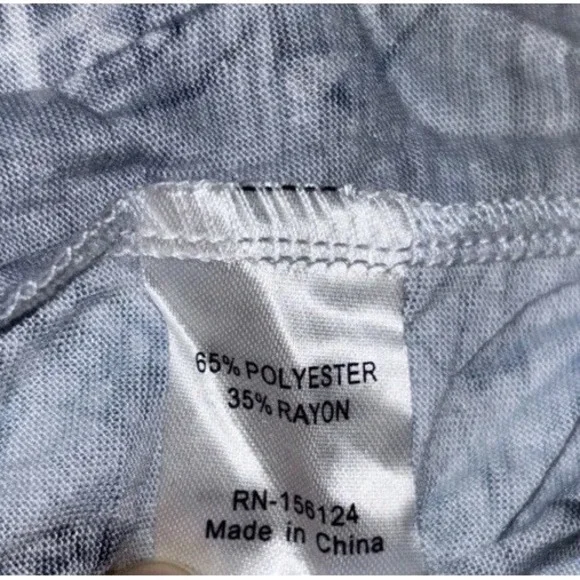 65% POLYESTER
35% RAYON
RN-156124
Made in China